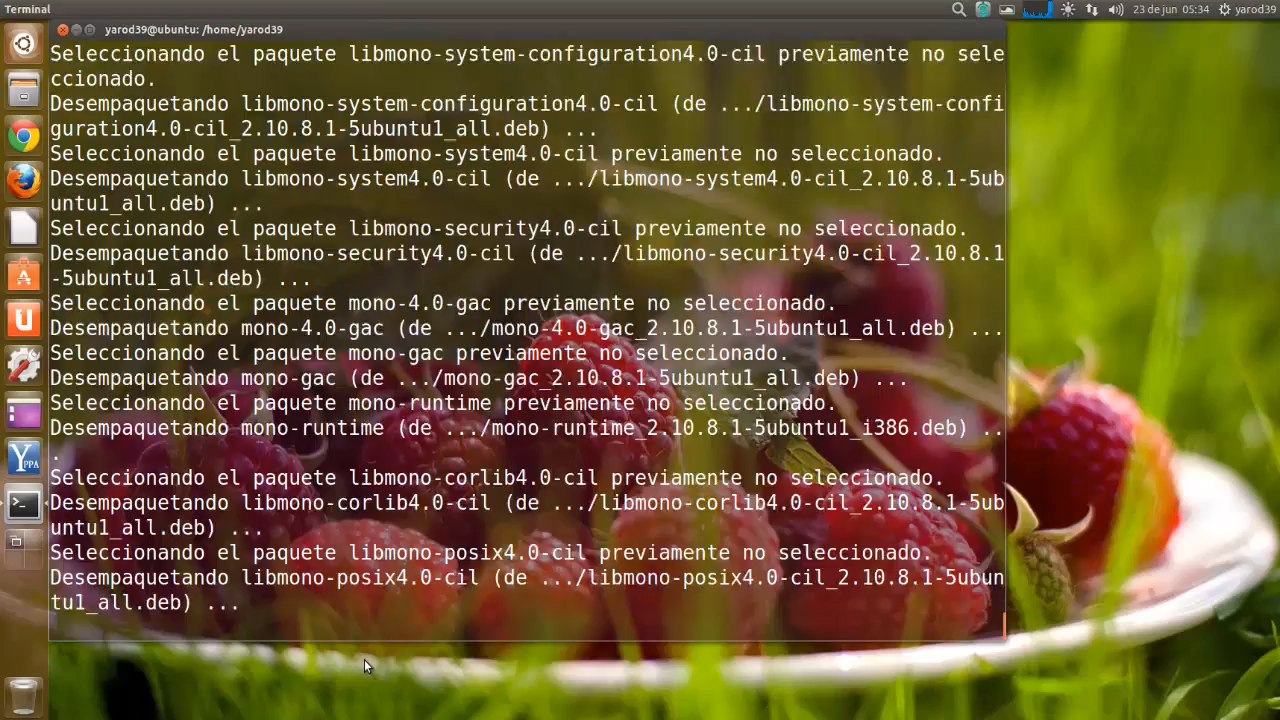 Terminal
23 de jun 05:34
yarod39
yarod39@ubuntu: /home/yarod39
Seleccionando el paquete libmono-system-configuration4.0-cil previamente no sele
ccionado.
Desempaquetando libmono-system-configuration4.0-cil (de .../libmono-system-confi
guration4.0-cil_2.10.8.1-5ubuntu1_all.deb) ...
Seleccionando el paquete libmono-system4.0-cil previamente no seleccionado.
Desempaquetando libmono-system4.0-cil (de .../libmono-system4.0-cil_2.10.8.1-5ub
untu1_all.deb) ...
Seleccionando el paquete libmono-security4.0-cil previamente no seleccionado.
Desempaquetando libmono-security4.0-cil (de .../libmono-security4.0-cil_2.10.8.1
-5ubuntu1_all.deb) ...
Seleccionando el paquete mono-4.0-gac previamente no seleccionado.
Desempaquetando mono-4.0-gac (de .../mono-4.0-gac_2.10.8.1-5ubuntu1_all.deb) ...
Seleccionando el paquete mono-gac previamente no seleccionado.
Desempaquetando mono-gac (de .../mono-gac_2.10.8.1-5ubuntu1_all.deb) ...
Seleccionando el paquete mono-runtime previamente no seleccionado.
Desempaquetando mono-runtime (de .../mono-runtime_2.10.8.1-5ubuntu1_i386.deb) ..
.
Seleccionando el paquete libmono-corlib4.0-cil previamente no seleccionado.
Desempaquetando libmono-corlib4.0-cil (de .../libmono-corlib4.0-cil_2.10.8.1-5ub
untu1_all.deb) ...
Seleccionando el paquete libmono-posix4.0-cil previamente no seleccionado.
Desempaquetando libmono-posix4.0-cil (de .../libmono-posix4.0-cil_2.10.8.1-5ubun
tu1_all.deb) ...
YPPA